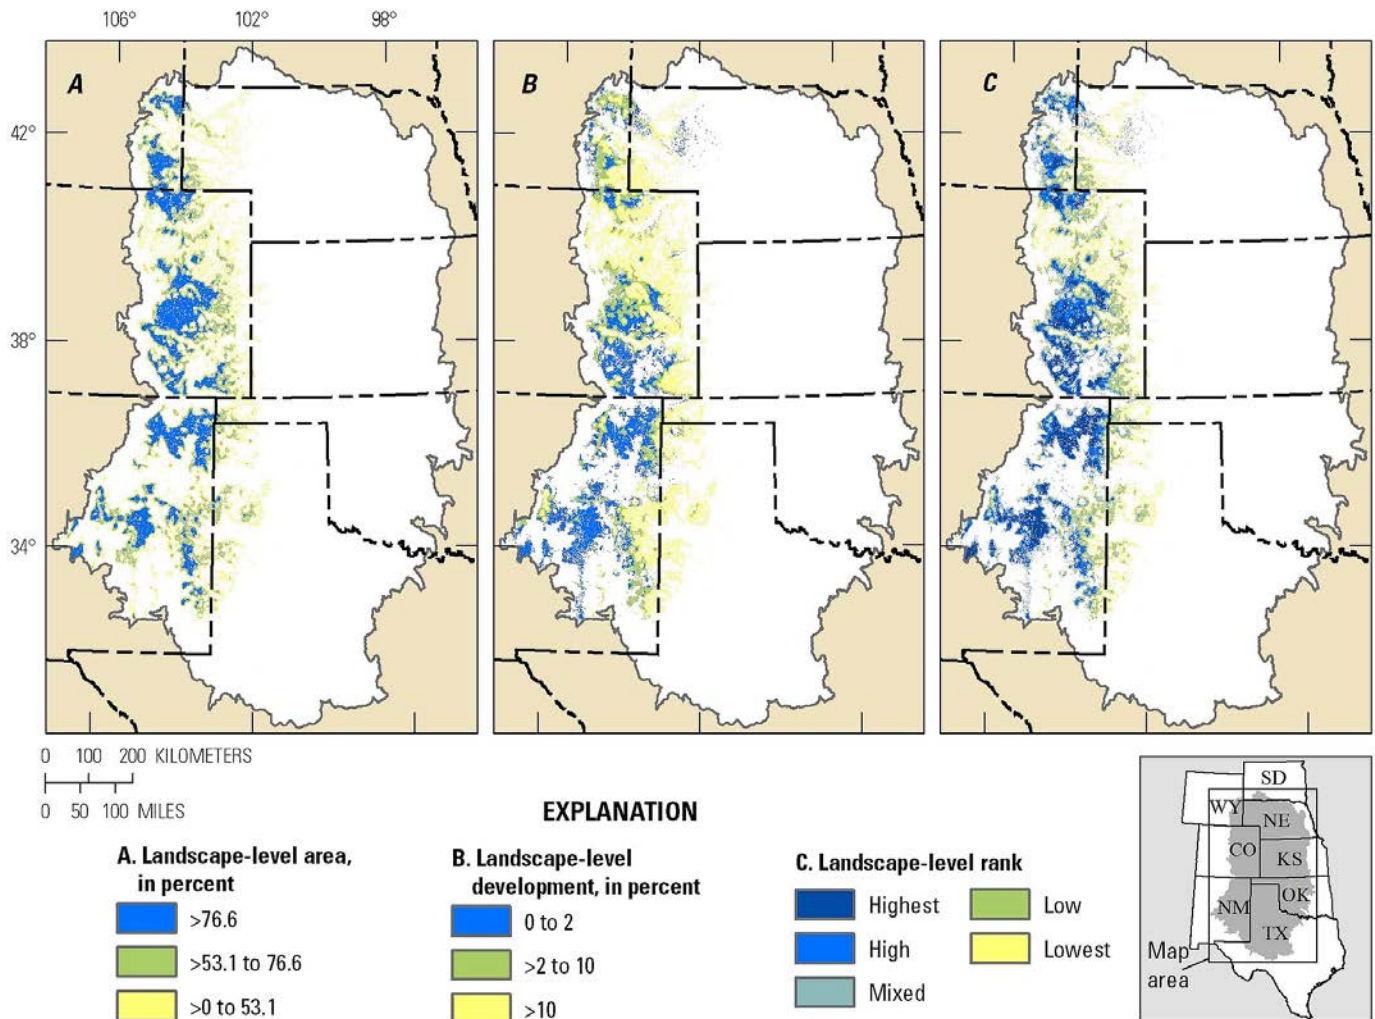 106° 102° 98°
A B C
42°
38°
34°
0 100 200 KILOMETERS
0 50 100 MILES
EXPLANATION
A. Landscape-level area,
in percent
>76.6
>53.1 to 76.6
>0 to 53.1
B. Landscape-level
development, in percent
0 to 2
>2 to 10
>10
C. Landscape-level rank
Highest
High
Mixed
Low
Lowest
SD
WY
NE
CO
KS
OK
NM
TX
Map
area